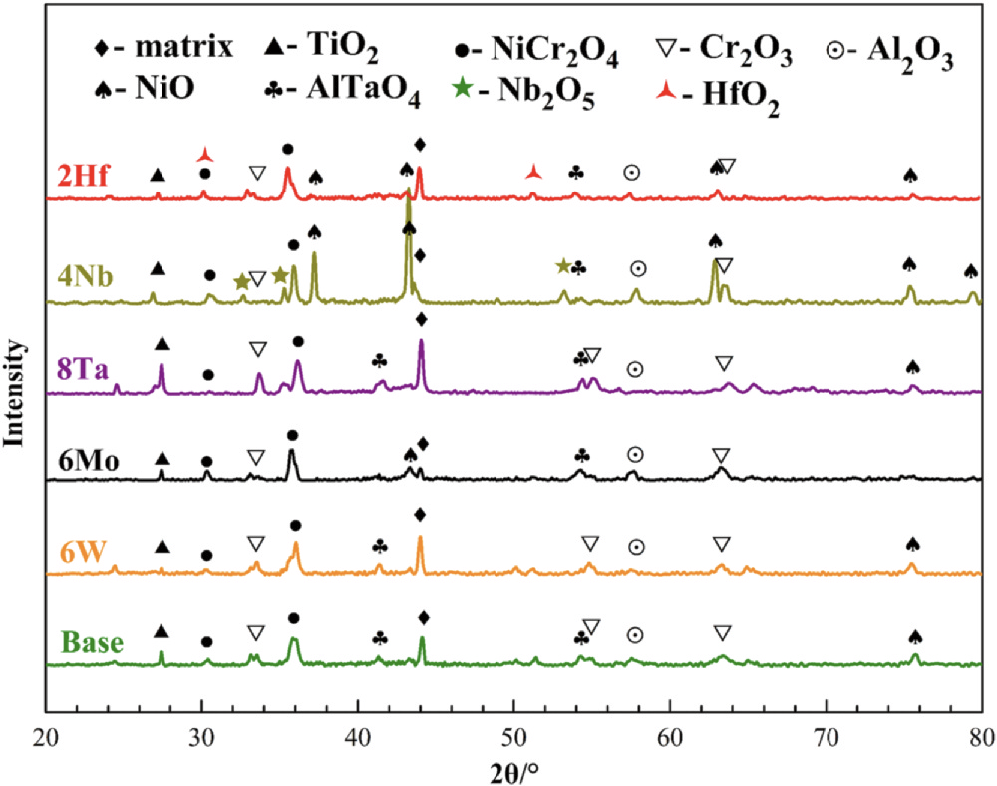 ♦- matrix ▲- TiO₂ ●- NiCr₂O₄ ▽- Cr₂O₃ ⊙- Al₂O₃
♠- NiO ♣- AlTaO₄ ★- Nb₂O₅ - HfO₂
2Hf
4Nb
8Ta
6Mo
6W
Base
Intensity
20 30 40 50 60 70 80
2θ/°